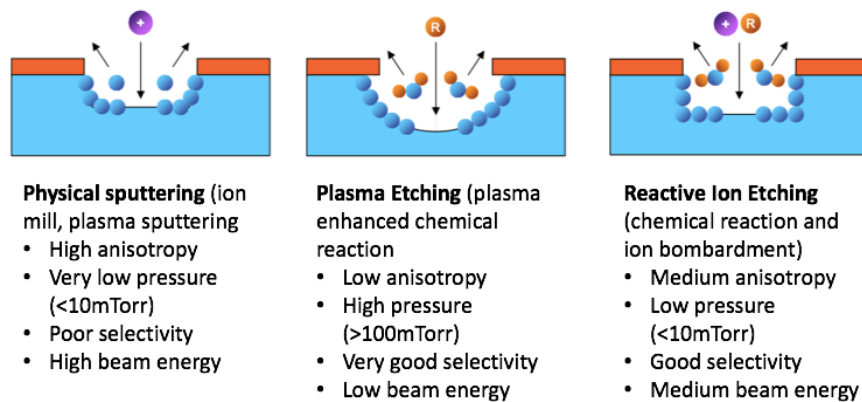 +
R
+ R
Physical sputtering (ion
mill, plasma sputtering
• High anisotropy
• Very low pressure
(<10mTorr)
• Poor selectivity
• High beam energy
Plasma Etching (plasma
enhanced chemical
reaction
• Low anisotropy
• High pressure
(>100mTorr)
• Very good selectivity
• Low beam energy
Reactive Ion Etching
(chemical reaction and
ion bombardment)
• Medium anisotropy
• Low pressure
(<10mTorr)
• Good selectivity
• Medium beam energy